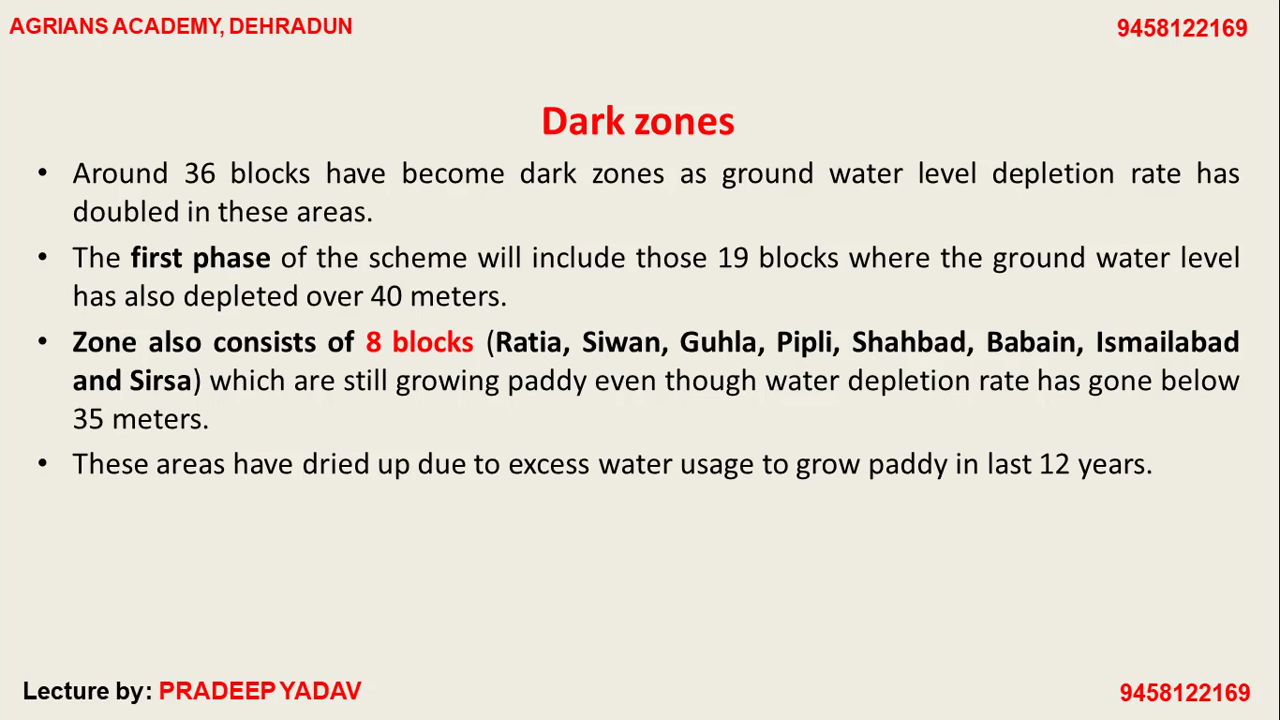 AGRIANS ACADEMY, DEHRADUN
9458122169
Dark zones
• Around 36 blocks have become dark zones as ground water level depletion rate has
doubled in these areas.
• The first phase of the scheme will include those 19 blocks where the ground water level
has also depleted over 40 meters.
• Zone also consists of 8 blocks (Ratia, Siwan, Guhla, Pipli, Shahbad, Babain, Ismailabad
and Sirsa) which are still growing paddy even though water depletion rate has gone below
35 meters.
• These areas have dried up due to excess water usage to grow paddy in last 12 years.
Lecture by: PRADEEP YADAV
9458122169